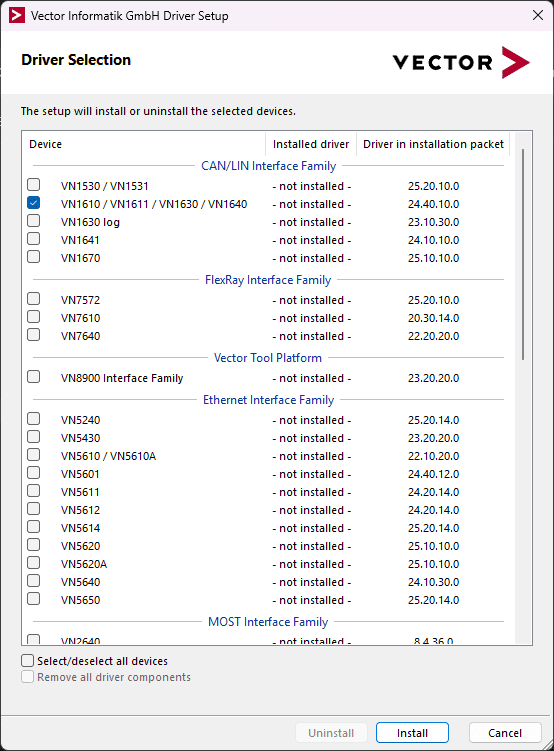 Vector Informatik GmbH Driver Setup
Driver Selection
VECTOR
The setup will install or uninstall the selected devices.
Device Installed driver Driver in installation packet
CAN/LIN Interface Family
VN1530 / VN1531 - not installed - 25.20.10.0
VN1610 / VN1611 / VN1630 / VN1640 - not installed - 24.40.10.0
VN1630 log - not installed - 23.10.30.0
VN1641 - not installed - 24.10.10.0
VN1670 - not installed - 25.10.10.0
FlexRay Interface Family
VN7572 - not installed - 25.20.10.0
VN7610 - not installed - 20.30.14.0
VN7640 - not installed - 22.20.20.0
Vector Tool Platform
VN8900 Interface Family - not installed - 23.20.20.0
Ethernet Interface Family
VN5240 - not installed - 25.20.14.0
VN5430 - not installed - 23.20.20.0
VN5610 / VN5610A - not installed - 22.10.20.0
VN5601 - not installed - 24.40.12.0
VN5611 - not installed - 24.20.14.0
VN5612 - not installed - 24.20.14.0
VN5614 - not installed - 25.20.14.0
VN5620 - not installed - 25.10.10.0
VN5620A - not installed - 25.10.10.0
VN5640 - not installed - 24.10.30.0
VN5650 - not installed - 25.20.14.0
MOST Interface Family
VN2640 - not installed - 8.4.36.0
Select/deselect all devices
Remove all driver components
Uninstall Install Cancel